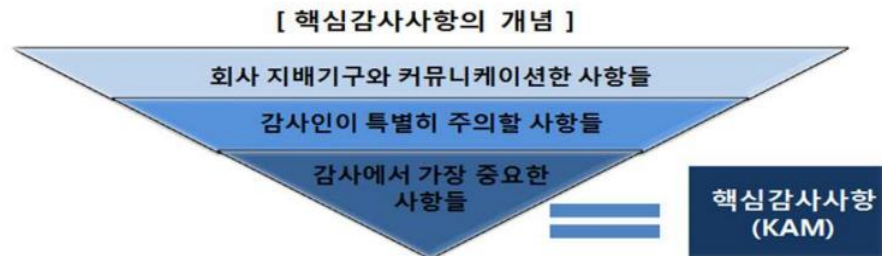 [ 핵심감사사항의 개념 ]
회사 지배기구와 커뮤니케이션한 사항들
감사인이 특별히 주의할 사항들
감사에서 가장 중요한
사항들
핵심감사사항
(KAM)